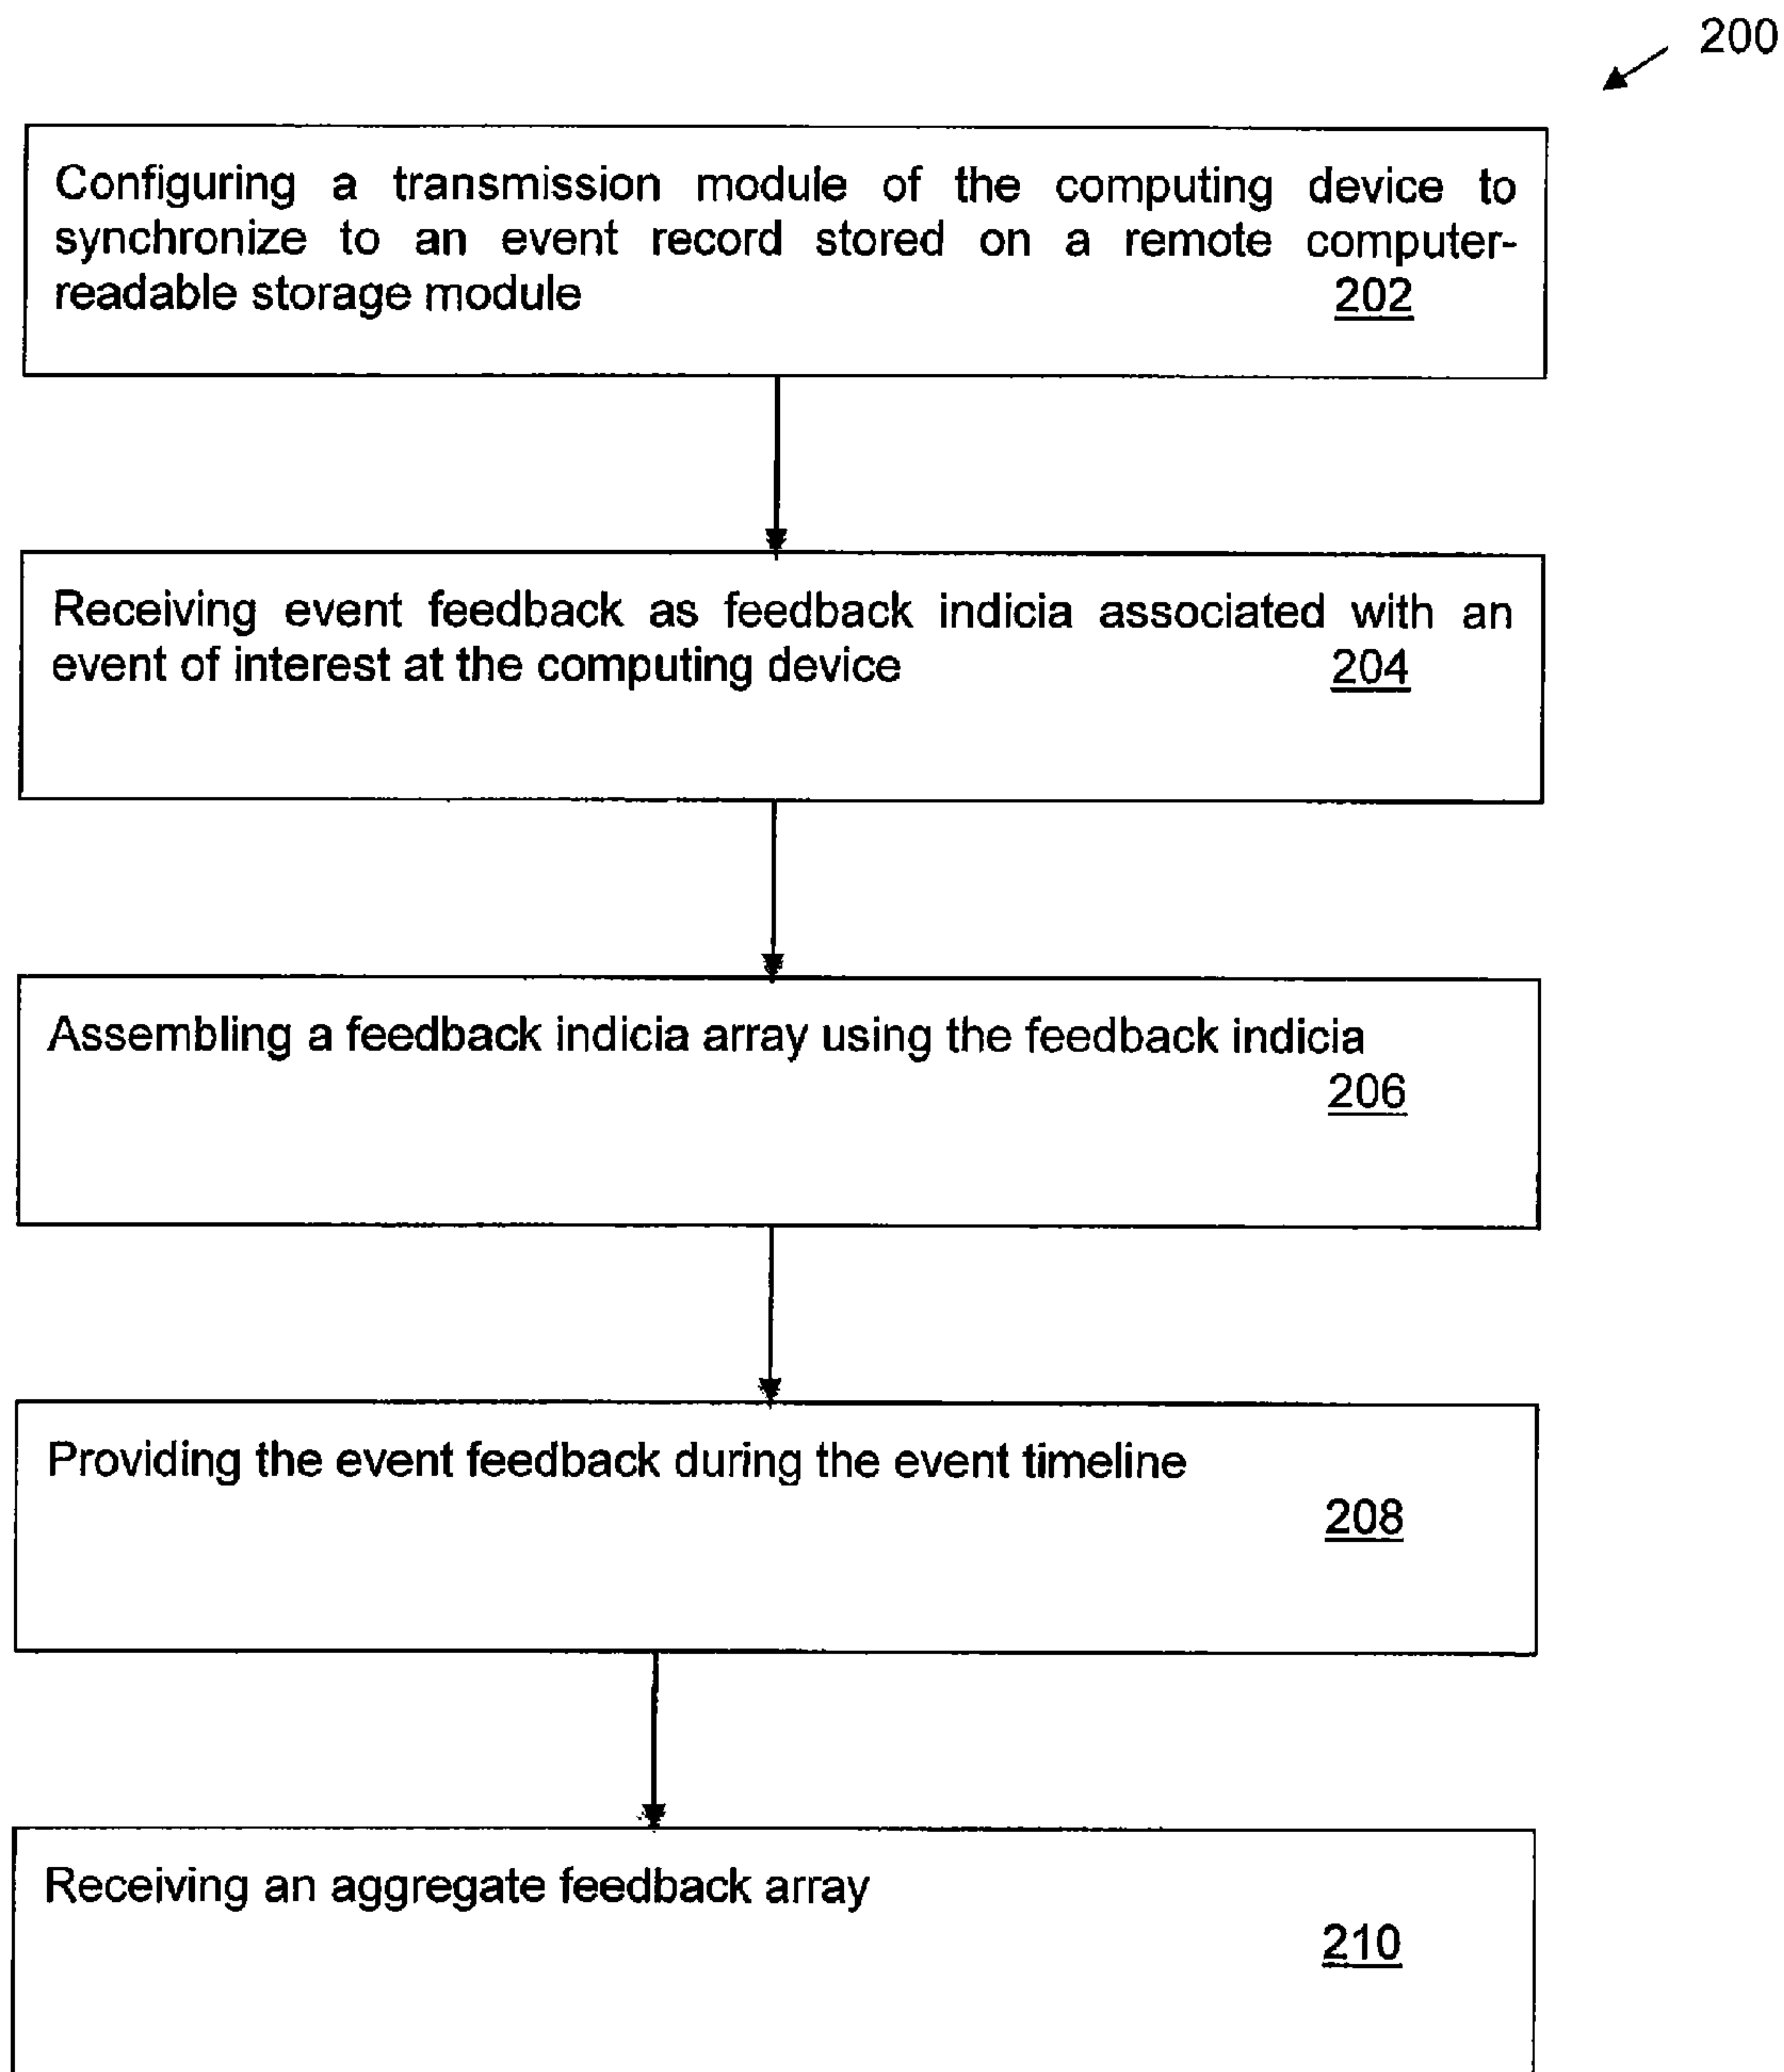 200
Configuring a transmission module of the computing device to
synchronize to an event record stored on a remote computer-
readable storage module 202
Receiving event feedback as feedback indicia associated with an
event of interest at the computing device 204
Assembling a feedback indicia array using the feedback indicia
206
Providing the event feedback during the event timeline
208
Receiving an aggregate feedback array
210